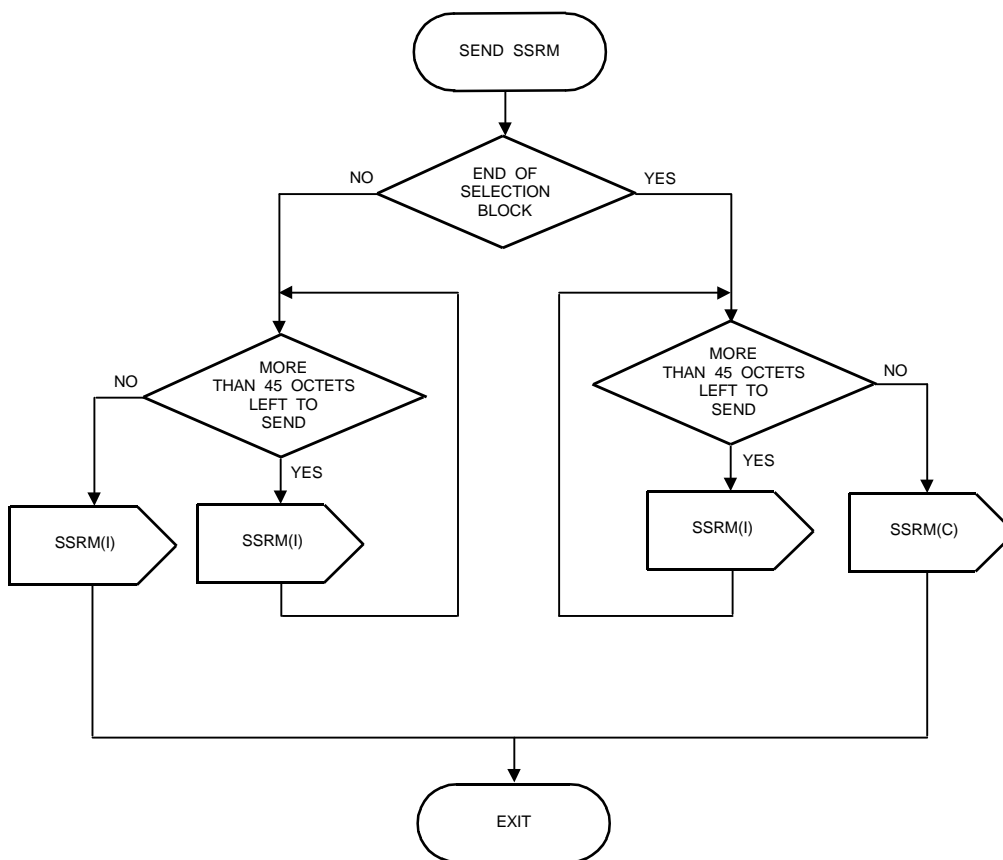 SEND SSRM
END OF
SELECTION
BLOCK
NO
YES
MORE
THAN 45 OCTETS
LEFT TO
SEND
NO
YES
MORE
THAN 45 OCTETS
LEFT TO
SEND
NO
YES
SSRM(I)
SSRM(I)
SSRM(I)
SSRM(C)
EXIT